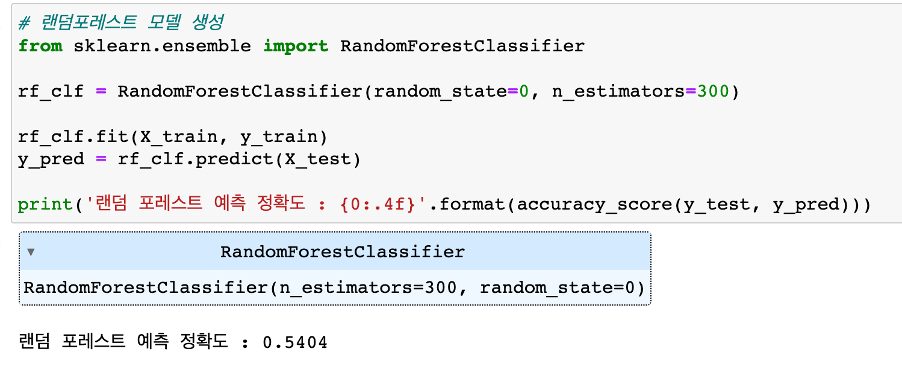 # 랜덤포레스트 모델 생성
from sklearn.ensemble import RandomForestClassifier
rf_clf = RandomForestClassifier(random_state=0, n_estimators=300)
rf_clf.fit(X_train, y_train)
y_pred = rf_clf.predict(X_test)
print('랜덤 포레스트 예측 정확도 : {0:.4f}'.format(accuracy_score(y_test, y_pred)))
▾ RandomForestClassifier
RandomForestClassifier(n_estimators=300, random_state=0)
랜덤 포레스트 예측 정확도 : 0.5404